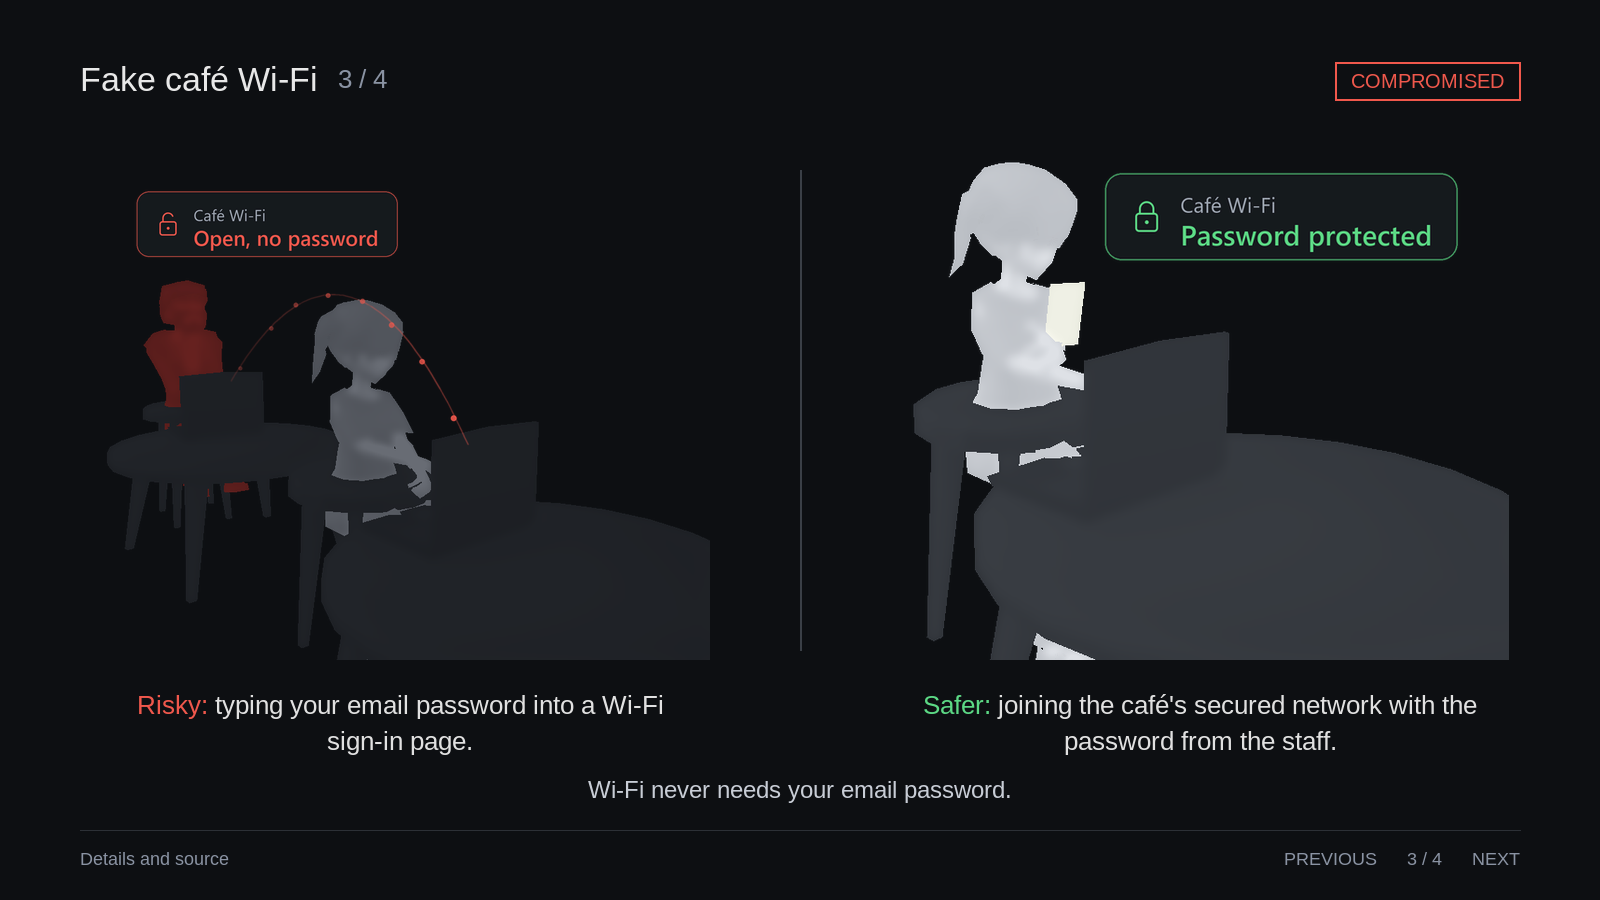 Fake café Wi-Fi 3 / 4
COMPROMISED
Café Wi-Fi
Open, no password
Café Wi-Fi
Password protected
Risky: typing your email password into a Wi-Fi
sign-in page.
Safer: joining the café's secured network with the
password from the staff.
Wi-Fi never needs your email password.
Details and source
PREVIOUS 3 / 4 NEXT